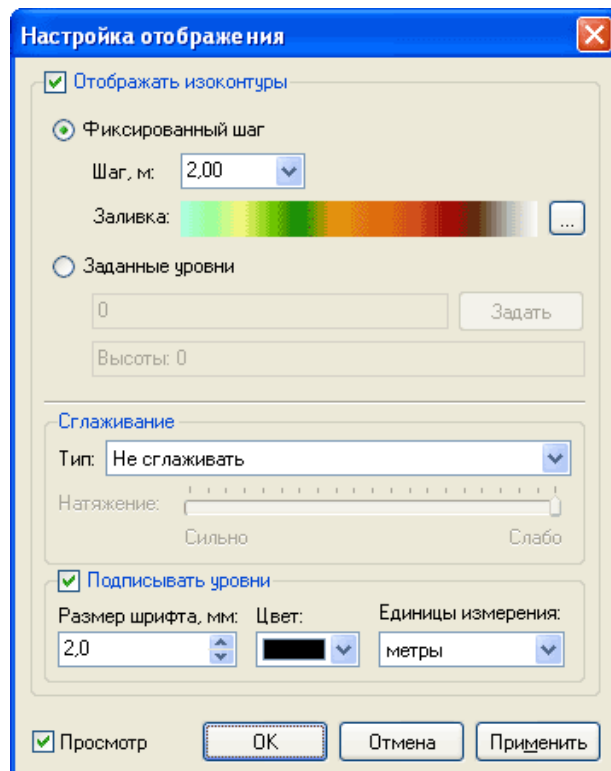 Настройка отображения
Отображать изоконтуры
Фиксированный шаг
Шаг, м: 2,00
Заливка: ...
Заданные уровни
0 Задать
Высоты: 0
Сглаживание
Тип: Не сглаживать
Натяжение:
Сильно Слабо
Подписывать уровни
Размер шрифта, мм: Цвет: Единицы измерения:
2,0 метры
Просмотр OK Отмена Применить